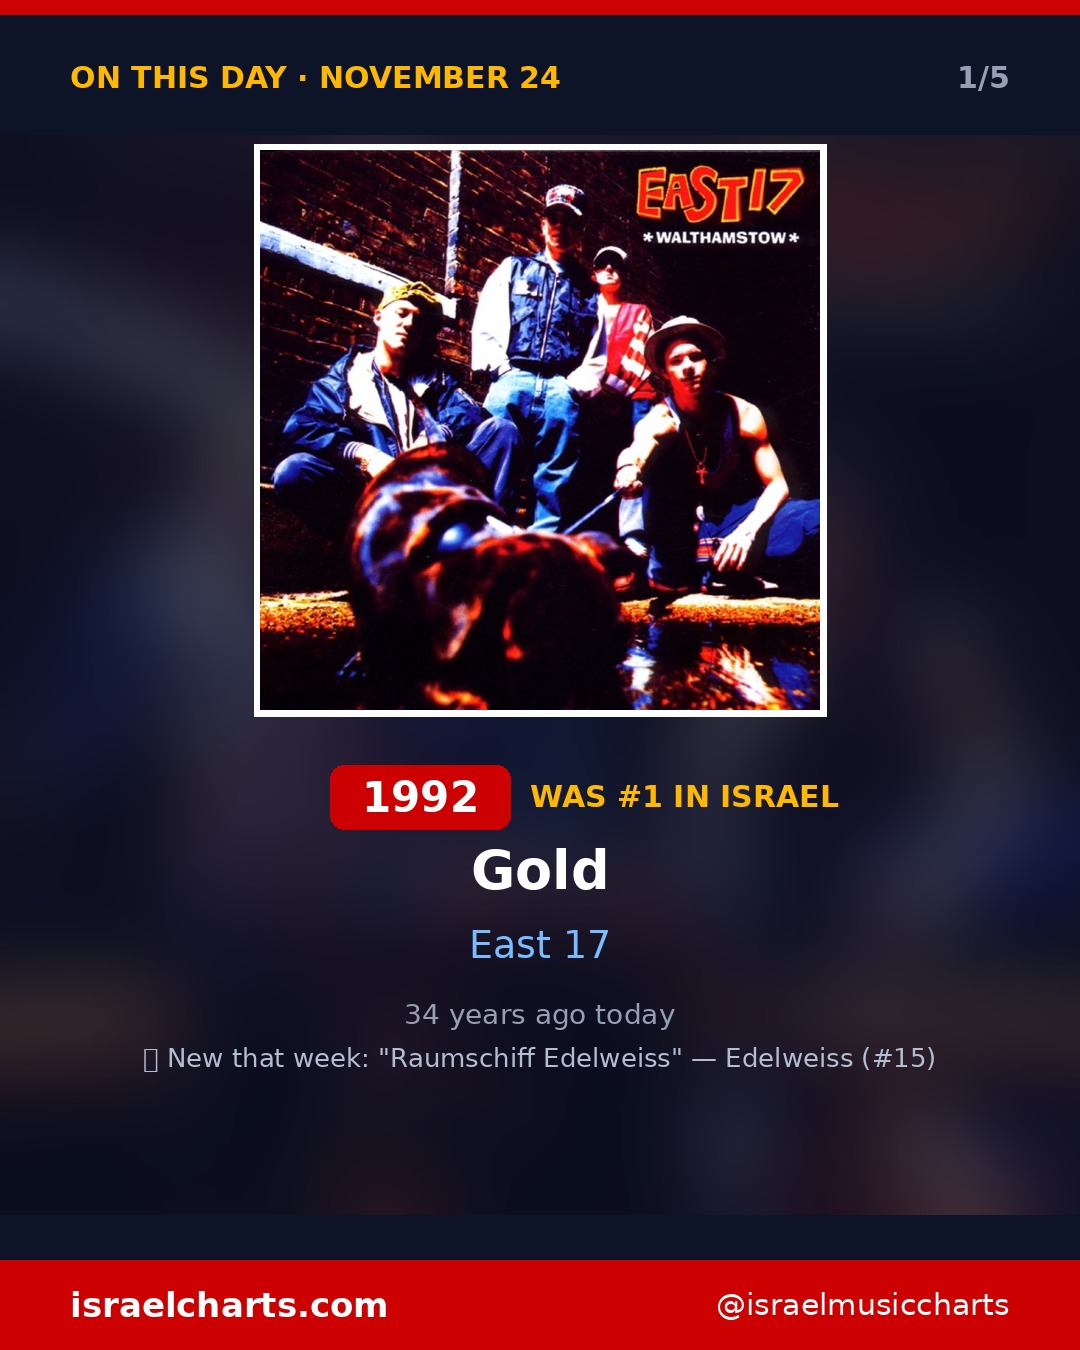 ON THIS DAY · NOVEMBER 24
1/5
EAST 17
*WALTHAMSTOW*
1992 WAS #1 IN ISRAEL
Gold
East 17
34 years ago today
New that week: "Raumschiff Edelweiss" — Edelweiss (#15)
israelcharts.com
@israelmusiccharts